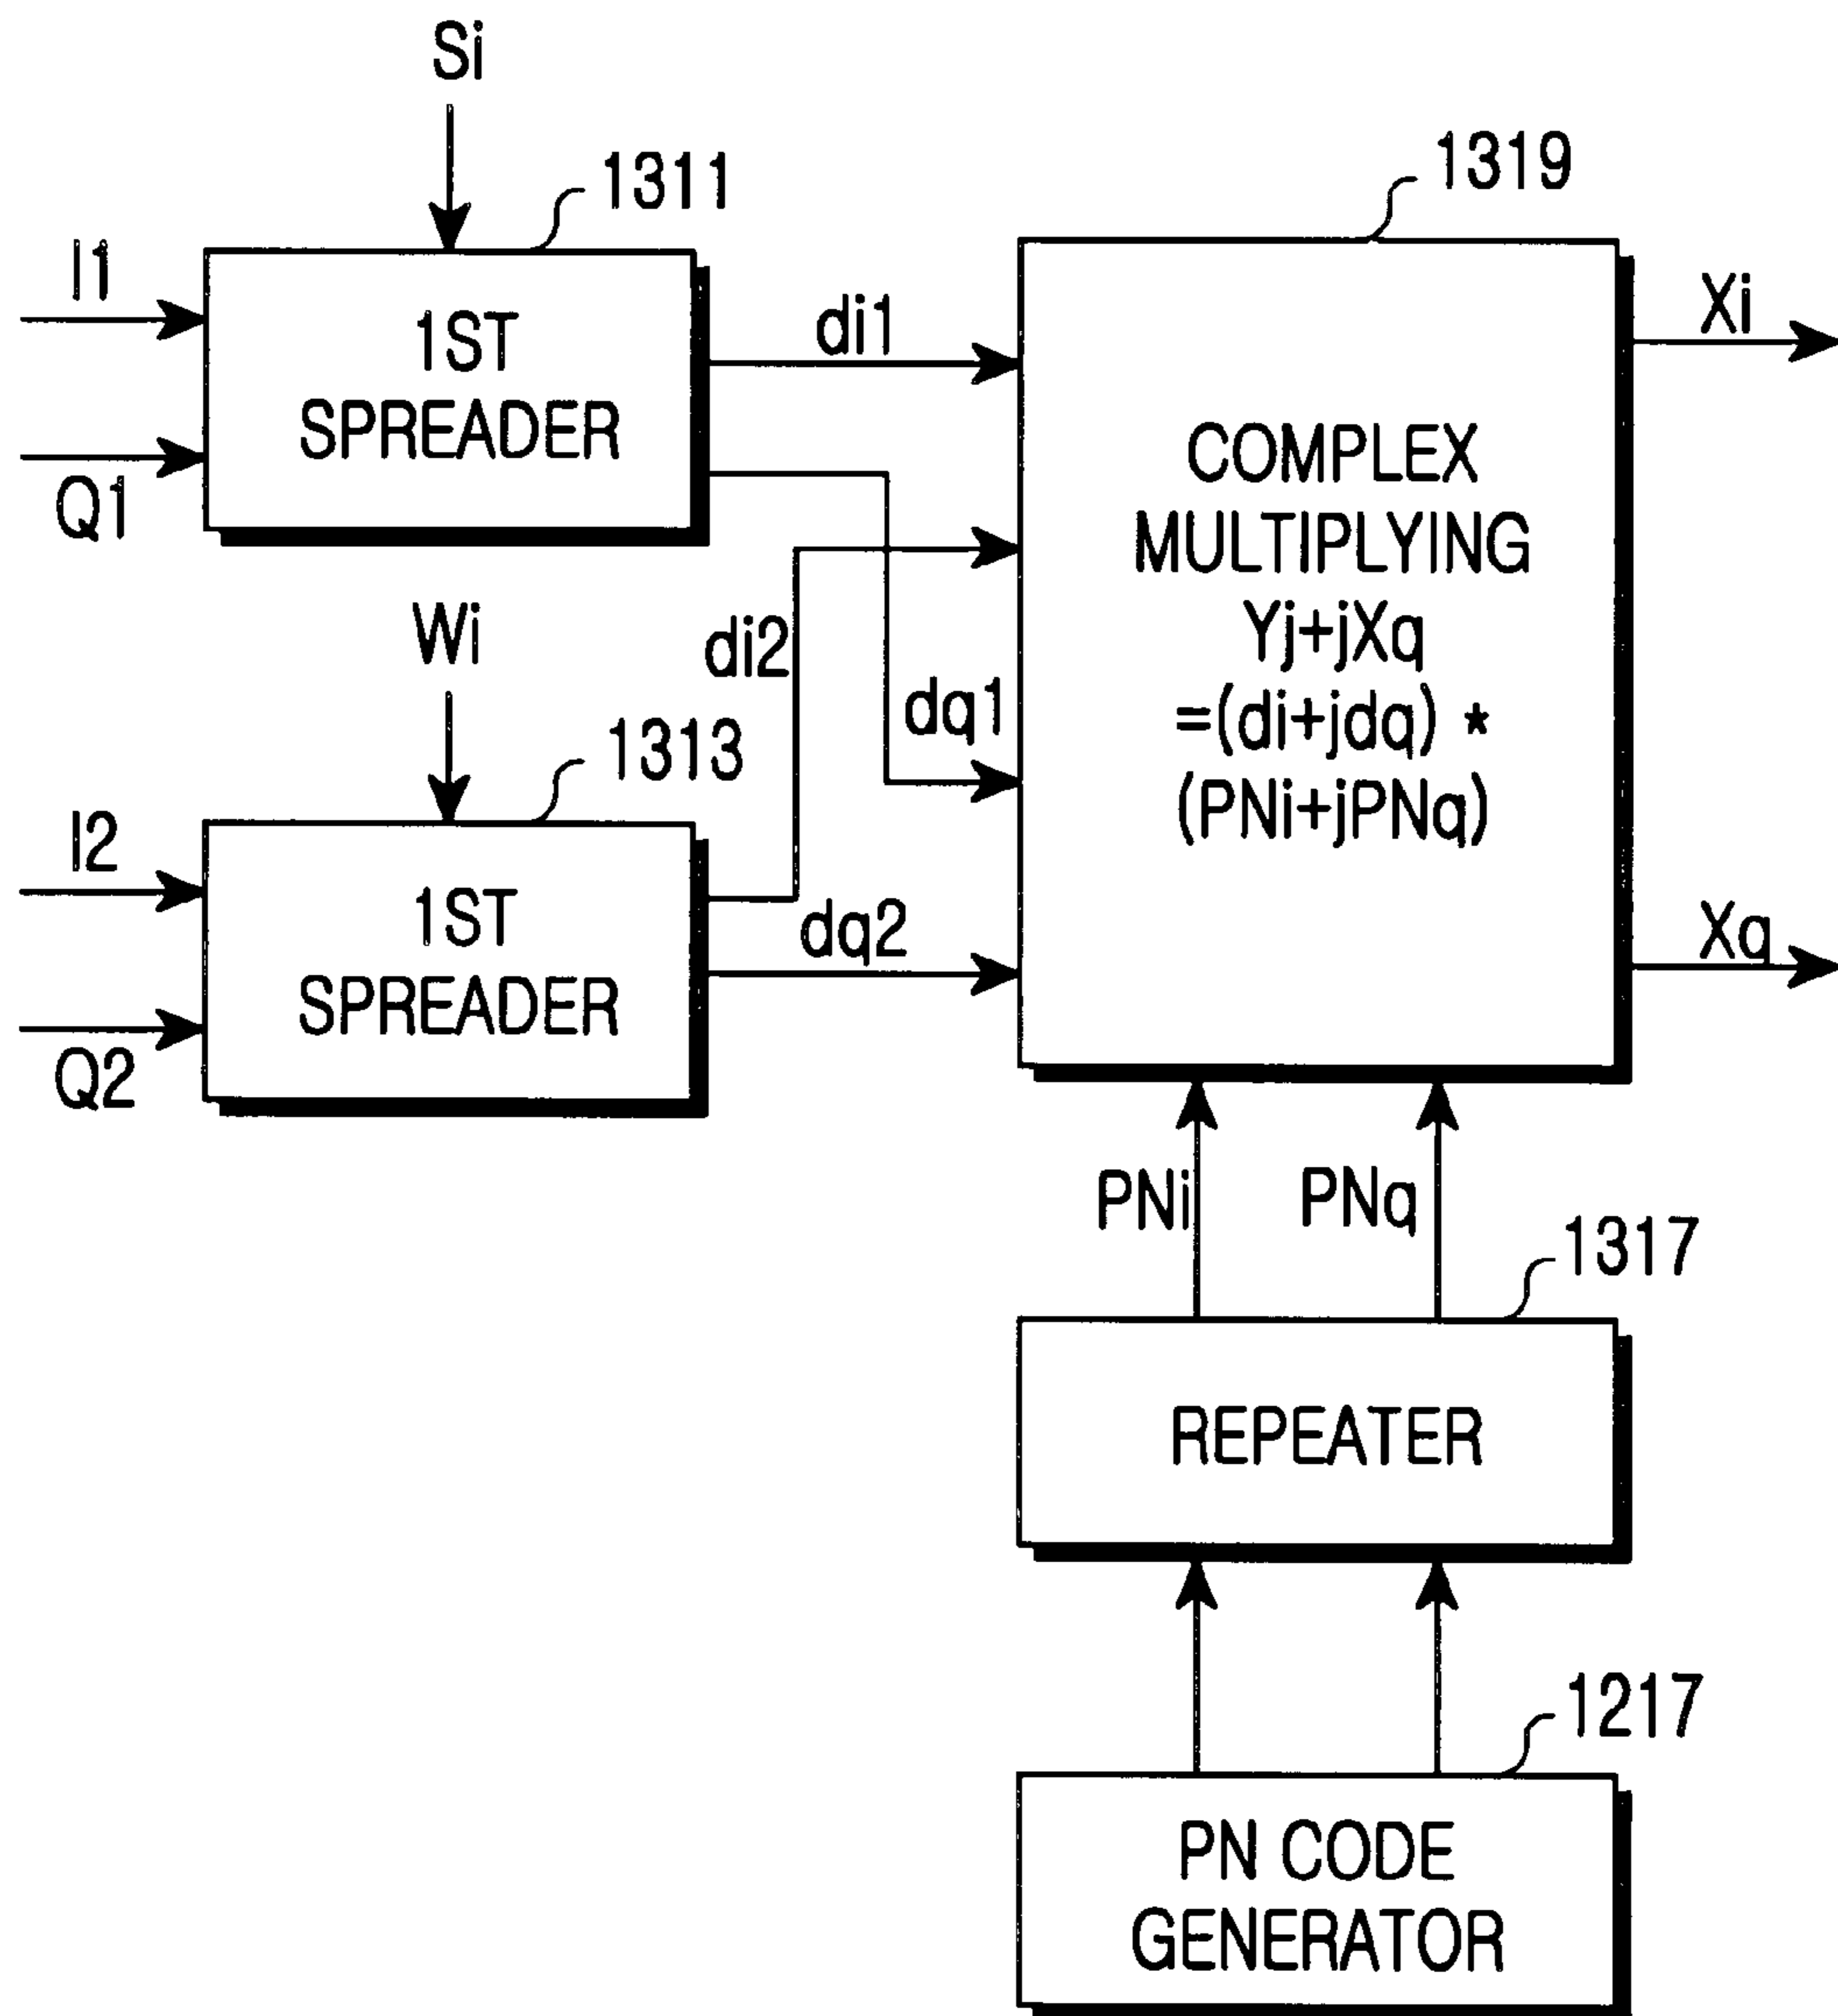 Si
1311
I1
1ST
SPREADER
Q1
di1
1319
COMPLEX
MULTIPLYING
Yj+jXq
=(di+jdq) *
(PNi+jPNq)
Xi
Wi
di2
dq1
1313
I2
1ST
SPREADER
Q2
dq2
Xq
PNi
PNq
1317
REPEATER
1217
PN CODE
GENERATOR